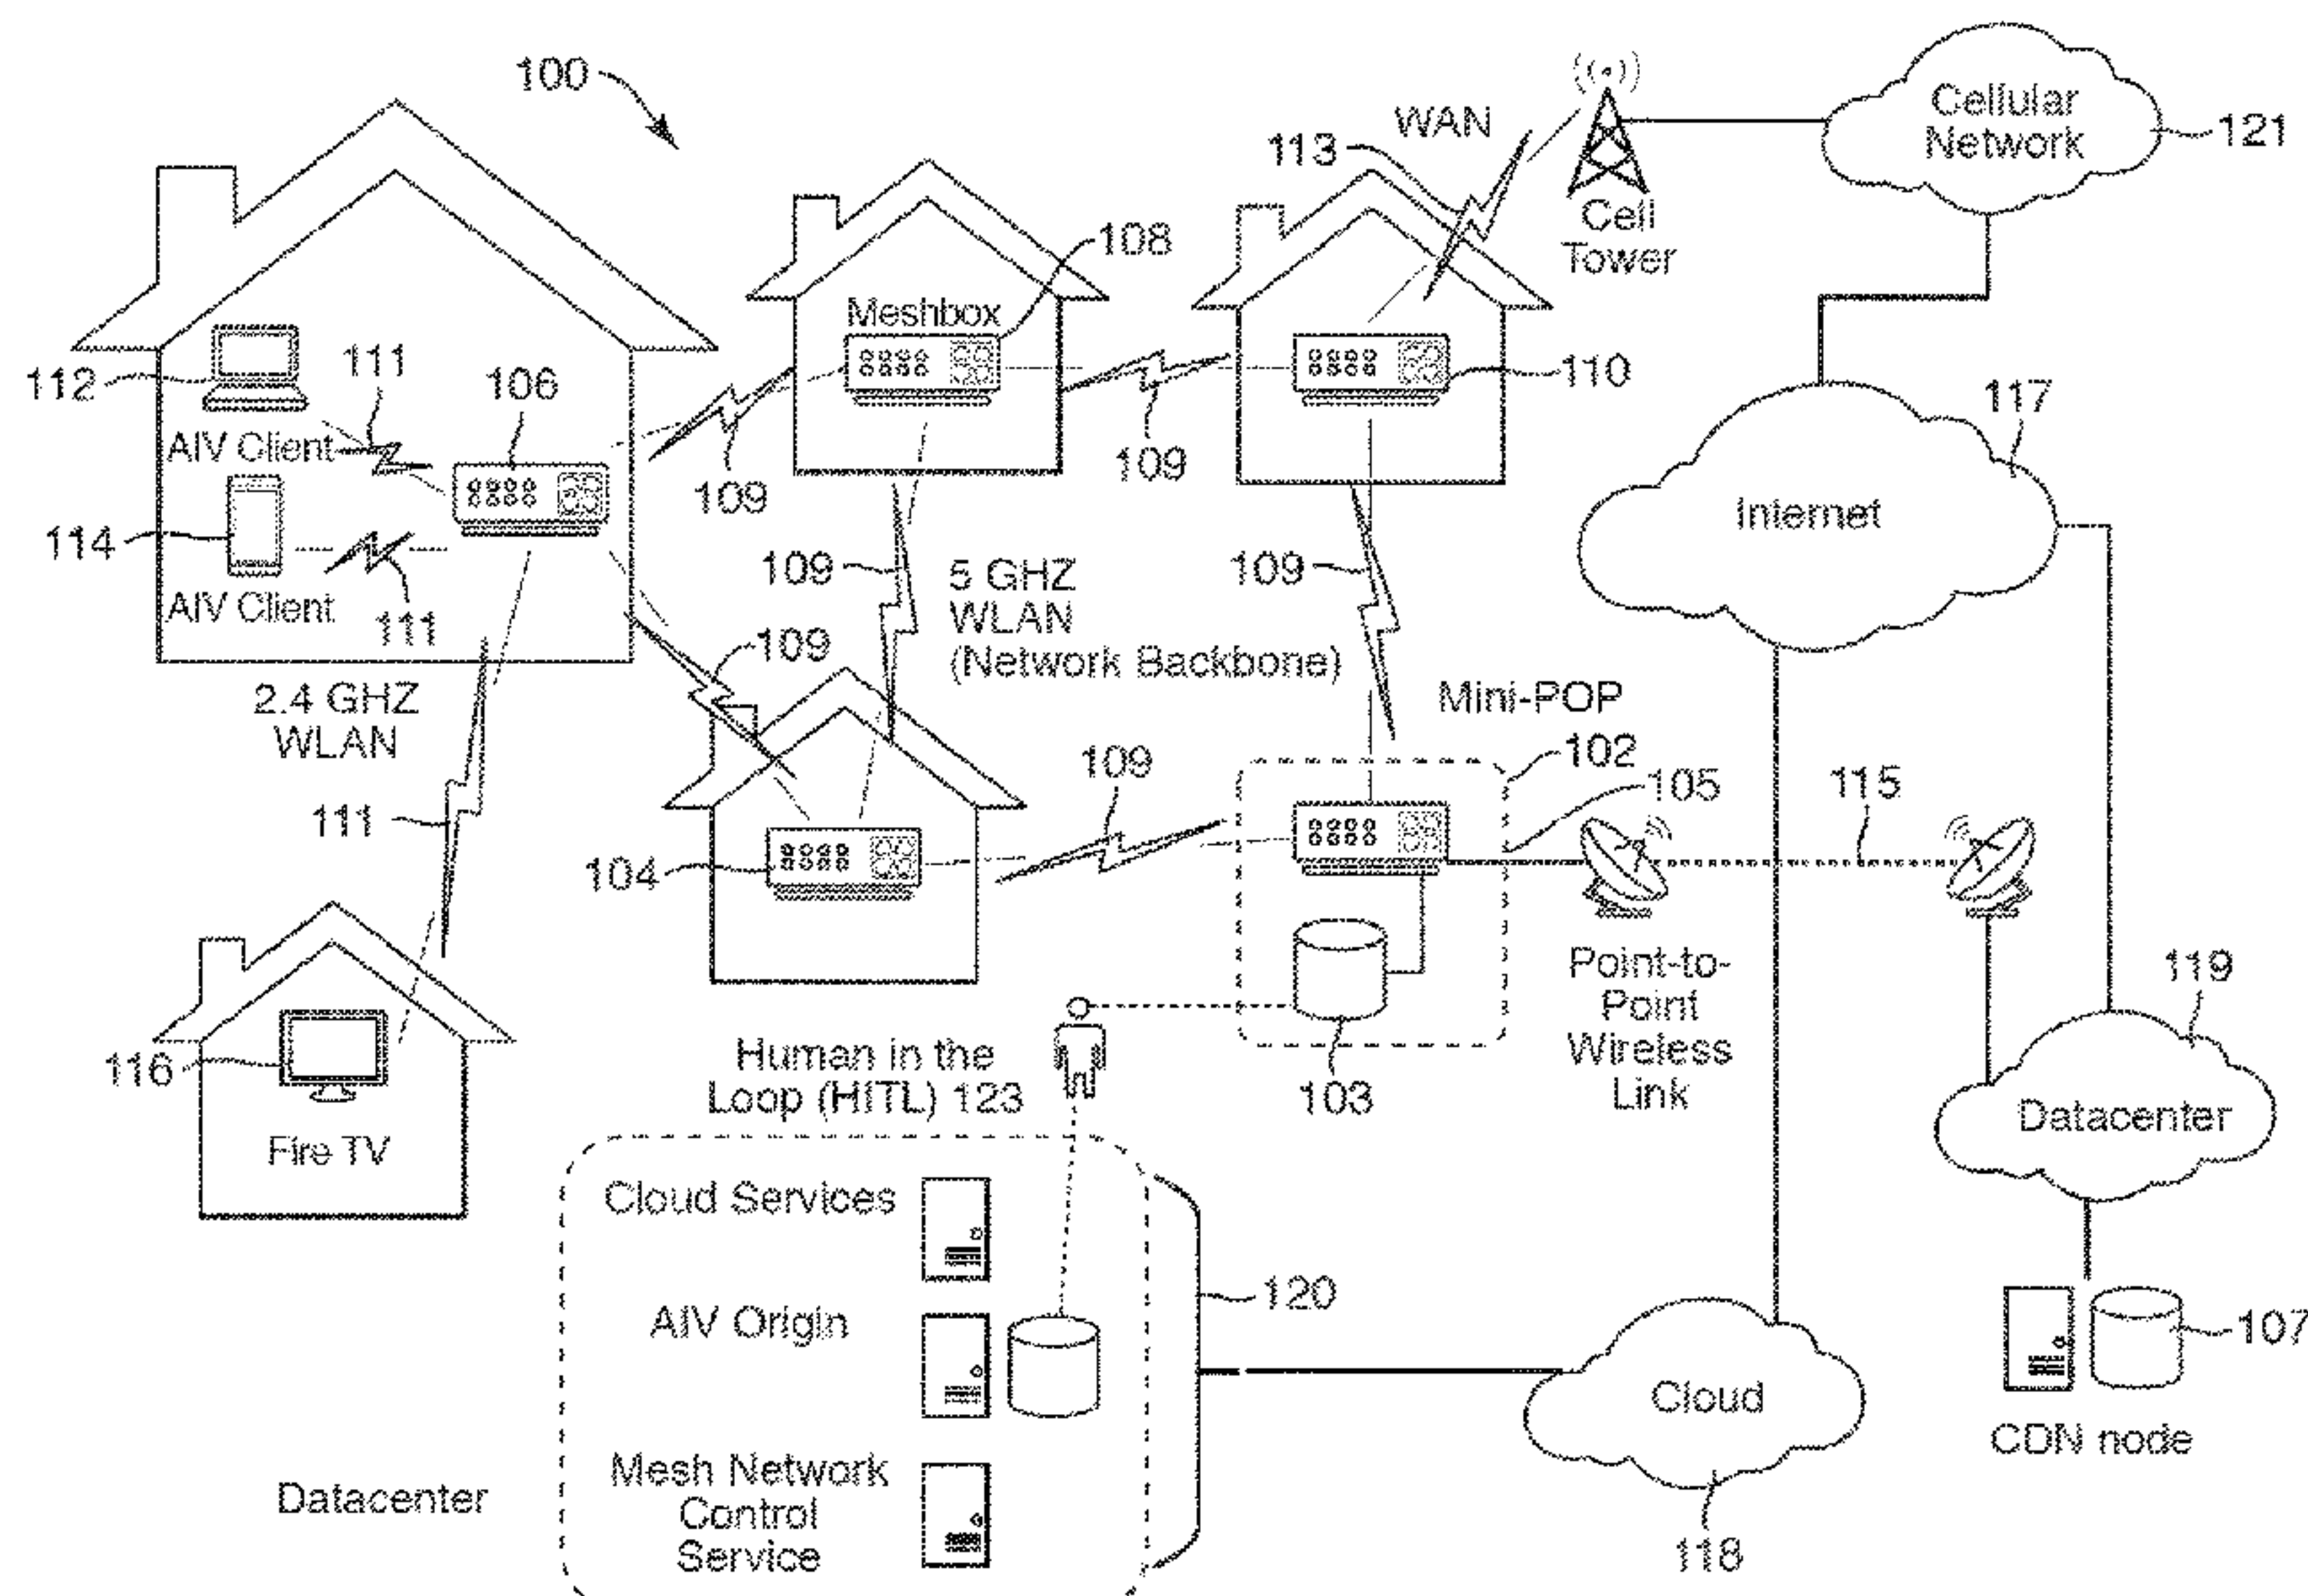 100
WAN
Cellular
Network
121
113
Cell
Tower
108
Meshbox
110
112
111
106
AIV Client
109
109
117
Internet
114
AIV Client
111
109
109
5 GHZ
WLAN
(Network Backbone)
109
2.4 GHZ
WLAN
Mini-POP
102
105
115
109
111
104
Point-to-
Point
Wireless
Link
119
Datacenter
116
Fire TV
Human in the
Loop (HITL) 123
103
Cloud Services
AIV Origin
120
107
Cloud
CDN node
Mesh Network
Control
Service
Datacenter
118